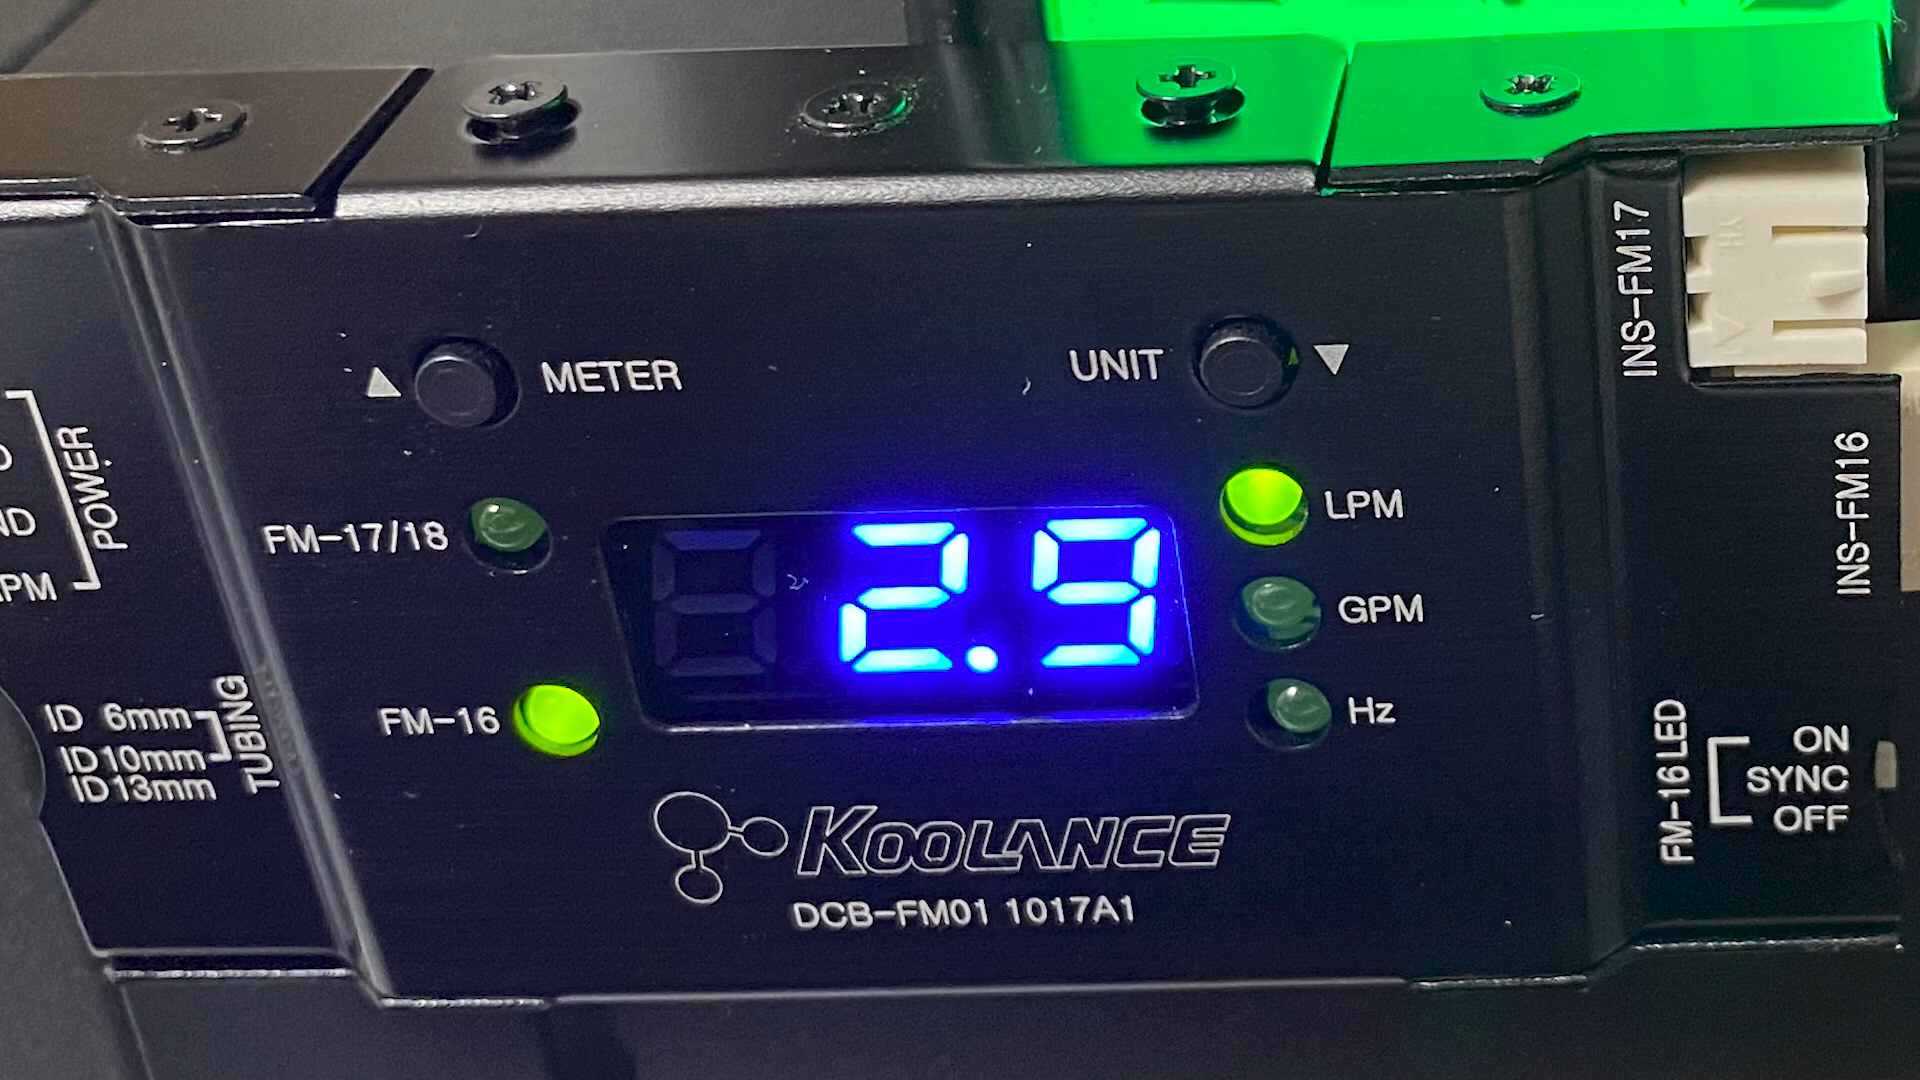 METER
UNIT
INS-FM17
POWER
FM-17/18
2.9
LPM
GPM
Hz
INS-FM16
FM-16
ID 6mm
ID 10mm
ID 13mm
TUBING
KOOLANCE
DCB-FM01 1017A1
FM-16 LED
ON
SYNC
OFF